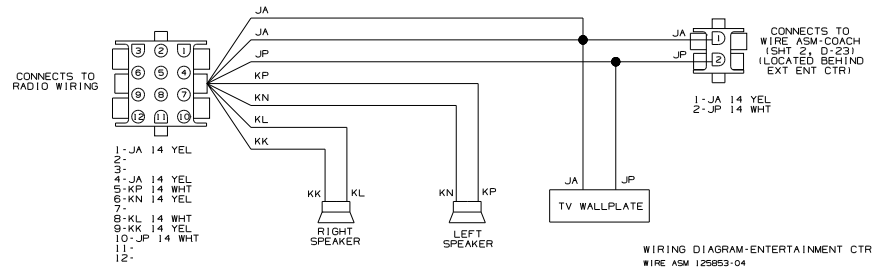 CONNECTS TO
RADIO WIRING
3 2 1
6 5 4
9 8 7
12 11 10
1-JA 14 YEL
2-
3-
4-JA 14 YEL
5-KP 14 WHT
6-KN 14 YEL
7-
8-KL 14 WHT
9-KK 14 YEL
10-JP 14 WHT
11-
12-
JA
JA
JP
KP
KN
KL
KK
KK KL
RIGHT
SPEAKER
KN KP
LEFT
SPEAKER
JA JP
TV WALLPLATE
JA 1
JP 2
CONNECTS TO
WIRE ASM-COACH
(SHT 2, D-23)
(LOCATED BEHIND
EXT ENT CTR)
1-JA 14 YEL
2-JP 14 WHT
WIRING DIAGRAM-ENTERTAINMENT CTR
WIRE ASM 125853-04